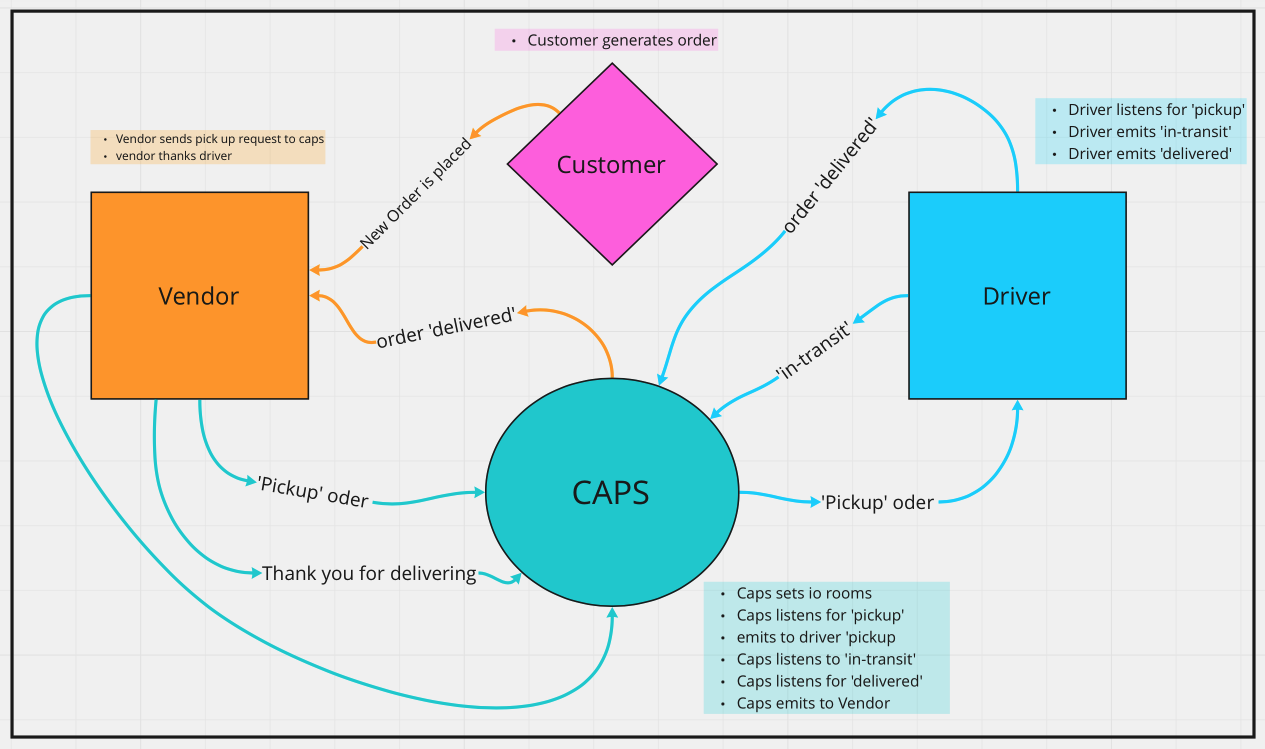 • Customer generates order
• Driver listens for 'pickup'
• Driver emits 'in-transit'
• Driver emits 'delivered'
• Vendor sends pick up request to caps
• vendor thanks driver
Customer
New Order is placed
order 'delivered'
Vendor
Driver
order 'delivered'
'in-transit'
'Pickup' oder
CAPS
'Pickup' oder
Thank you for delivering
• Caps sets io rooms
• Caps listens for 'pickup'
• emits to driver 'pickup
• Caps listens to 'in-transit'
• Caps listens for 'delivered'
• Caps emits to Vendor